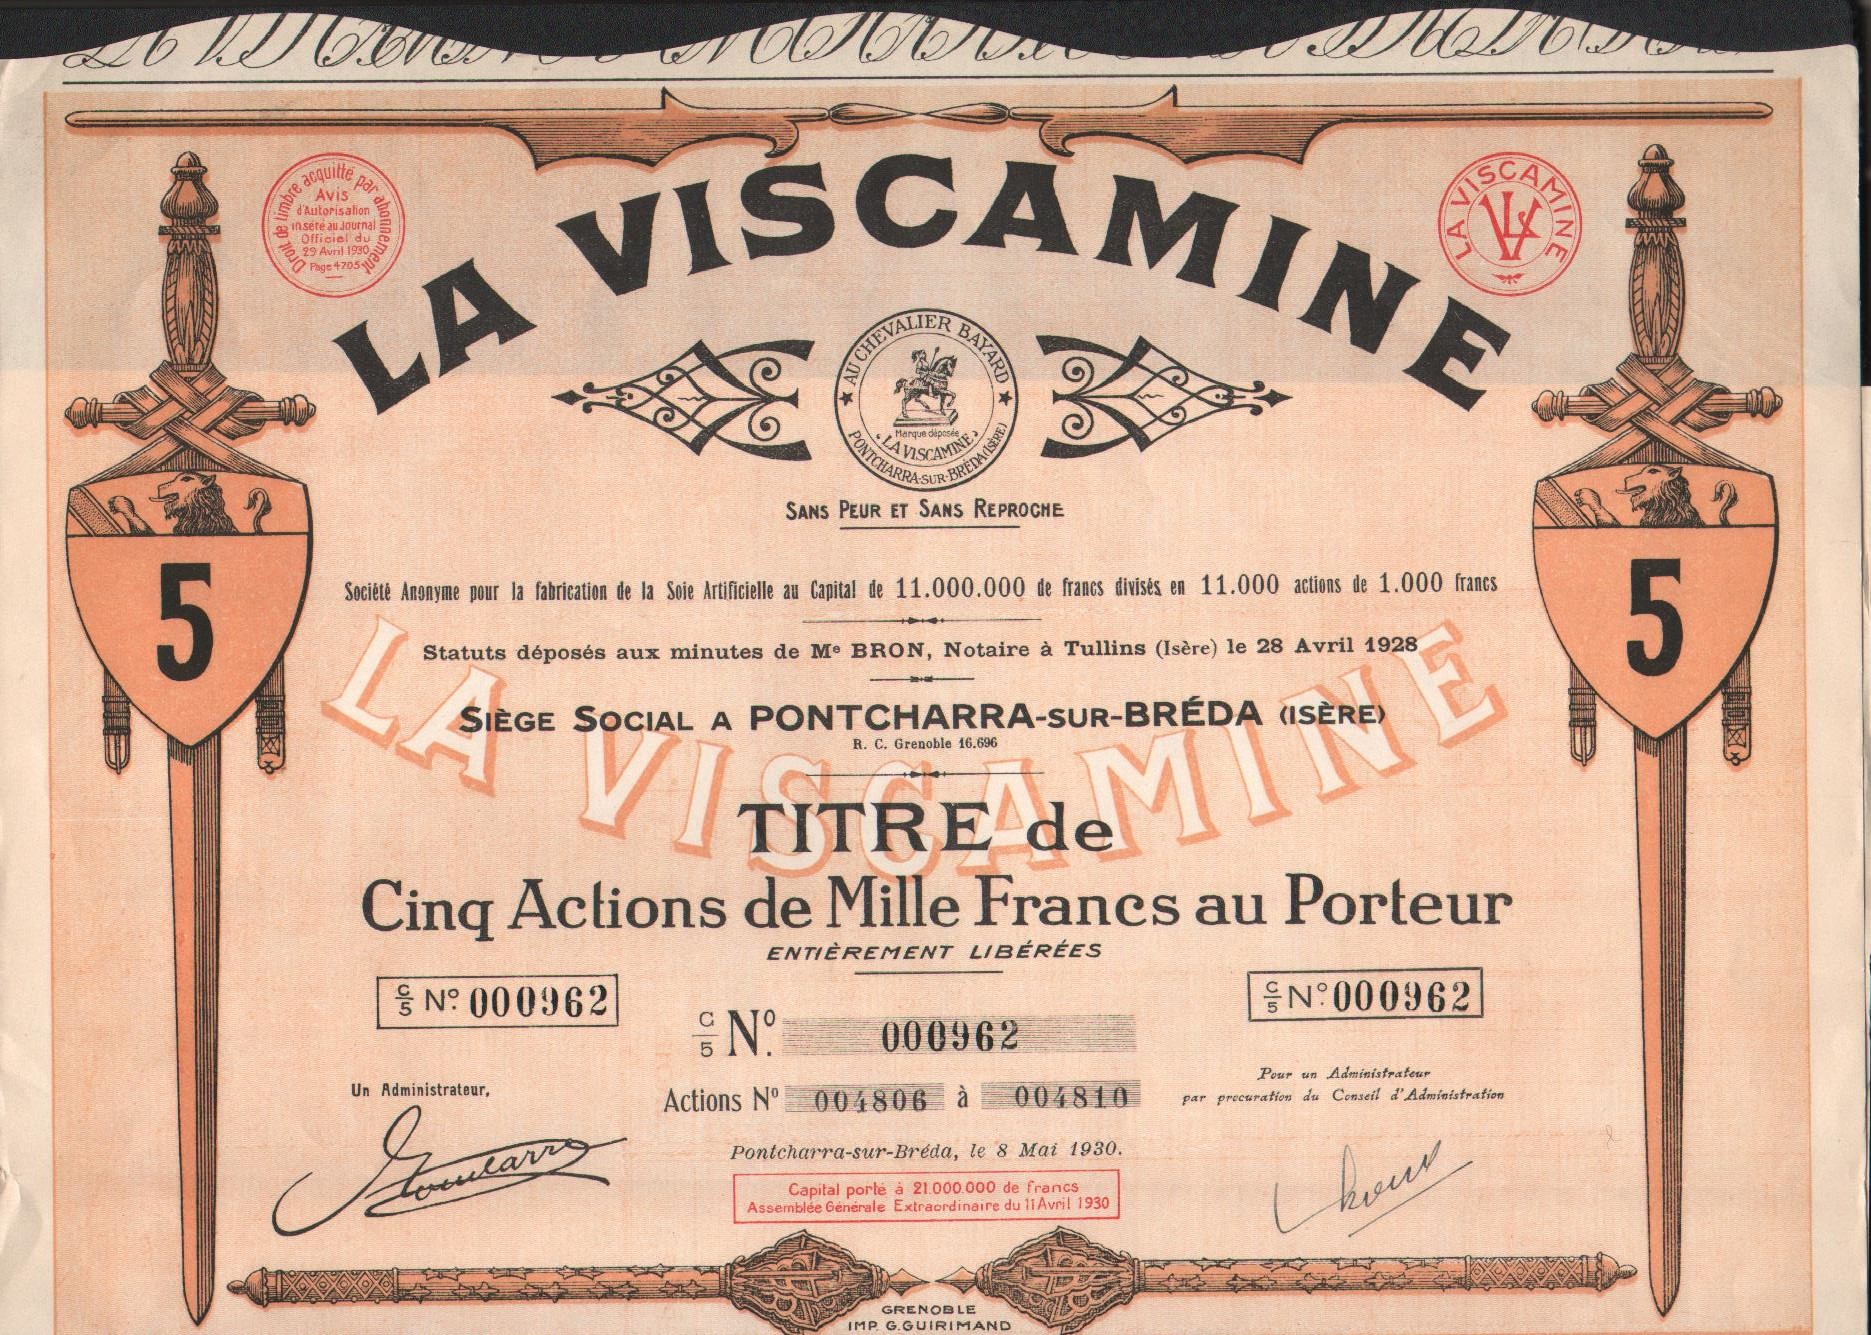 LA VISCAMINE
Droit de timbre acquitté par abonnement
Avis
d'Autorisation
inséré au Journal
Officiel du
29 Avril 1930
Page 4705
LA VISCAMINE
LV
AU CHEVALIER BAYARD
Marque déposée
LA VISCAMINE
PONTCHARRA-SUR-BRÉDA (ISÈRE)
SANS PEUR ET SANS REPROCHE
5
5
Société Anonyme pour la fabrication de la Soie Artificielle au Capital de 11.000.000 de francs divisés en 11.000 actions de 1.000 francs
Statuts déposés aux minutes de Me BRON, Notaire à Tullins (Isère) le 28 Avril 1928
LA VISCAMINE
SIÈGE SOCIAL A PONTCHARRA-SUR-BRÉDA (ISÈRE)
R. C. Grenoble 16.696
TITRE de
Cinq Actions de Mille Francs au Porteur
ENTIÈREMENT LIBÉRÉES
C/5 No. 000962
C/5 No. 000962
C/5 No. 000962
Un Administrateur,
Actions No 004806 à 004810
Pour un Administrateur
par procuration du Conseil d'Administration
Pontcharra-sur-Bréda, le 8 Mai 1930.
Capital porté à 21.000.000 de francs
Assemblée Générale Extraordinaire du 11 Avril 1930
GRENOBLE
IMP. G. GUIRIMAND